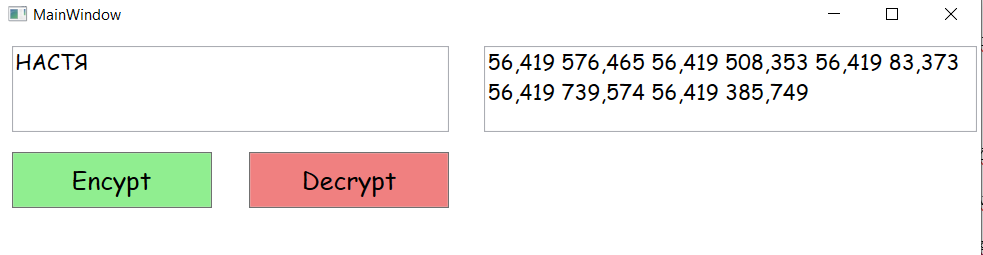 MainWindow
НАСТЯ
56,419 576,465 56,419 508,353 56,419 83,373
56,419 739,574 56,419 385,749
Encypt
Decrypt